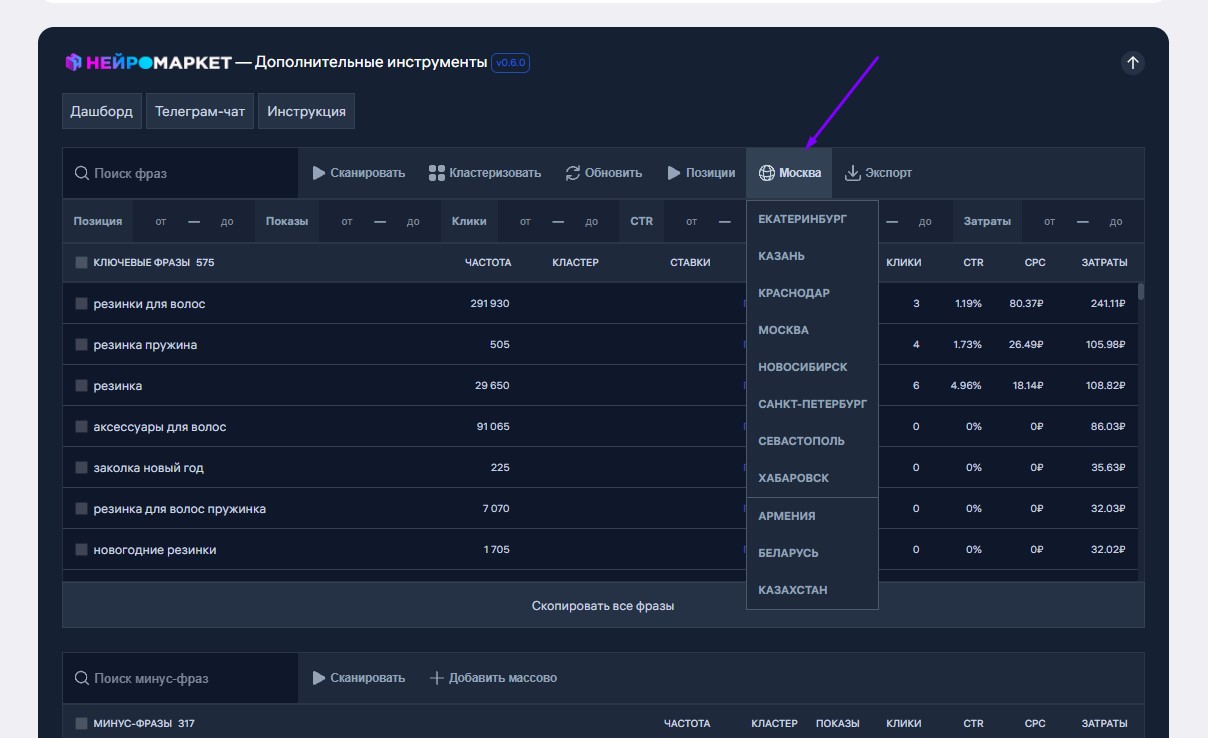 НЕЙРОМАРКЕТ — Дополнительные инструменты v0.6.0
Дашборд Телеграм-чат Инструкция
Поиск фраз Сканировать Кластеризовать Обновить Позиции Москва Экспорт
Позиция от — до Показы от — до Клики от — до CTR от — — до Затраты от — до
КЛЮЧЕВЫЕ ФРАЗЫ 575 ЧАСТОТА КЛАСТЕР СТАВКИ КЛИКИ CTR CPC ЗАТРАТЫ
резинки для волос 291 930 3 1.19% 80.37₽ 241.11₽
резинка пружина 505 4 1.73% 26.49₽ 105.98₽
резинка 29 650 6 4.96% 18.14₽ 108.82₽
аксессуары для волос 91 065 0 0% 0₽ 86.03₽
заколка новый год 225 0 0% 0₽ 35.63₽
резинка для волос пружинка 7 070 0 0% 0₽ 32.03₽
новогодние резинки 1 705 0 0% 0₽ 32.02₽
ЕКАТЕРИНБУРГ
КАЗАНЬ
КРАСНОДАР
МОСКВА
НОВОСИБИРСК
САНКТ-ПЕТЕРБУРГ
СЕВАСТОПОЛЬ
ХАБАРОВСК
АРМЕНИЯ
БЕЛАРУСЬ
КАЗАХСТАН
Скопировать все фразы
Поиск минус-фраз Сканировать Добавить массово
МИНУС-ФРАЗЫ 317 ЧАСТОТА КЛАСТЕР ПОКАЗЫ КЛИКИ CTR CPC ЗАТРАТЫ